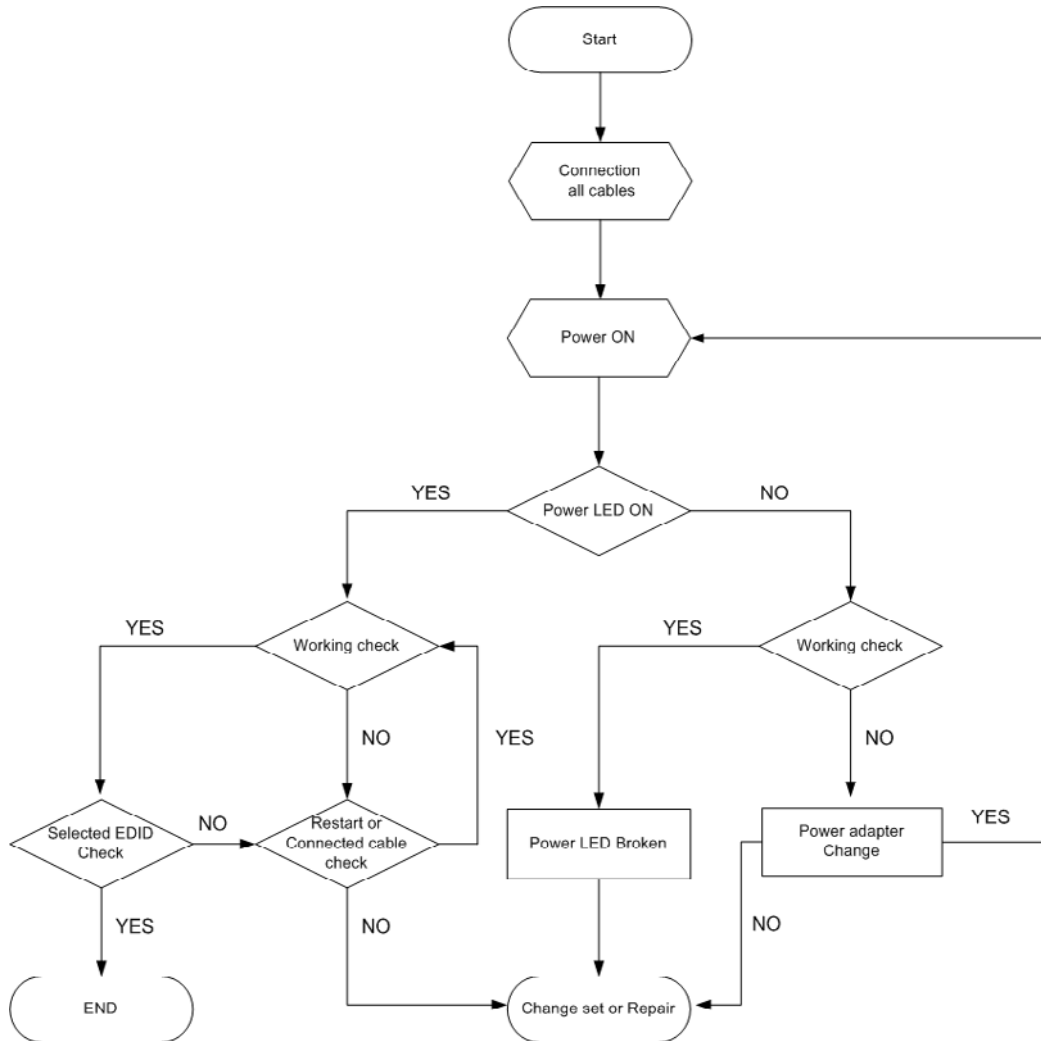 Start
Connection
all cables
Power ON
YES
Power LED ON
NO
YES
Working check
YES
Working check
NO
YES
NO
Selected EDID
Check
NO
Restart or
Connected cable
check
Power LED Broken
Power adapter
Change
YES
YES
NO
NO
END
Change set or Repair